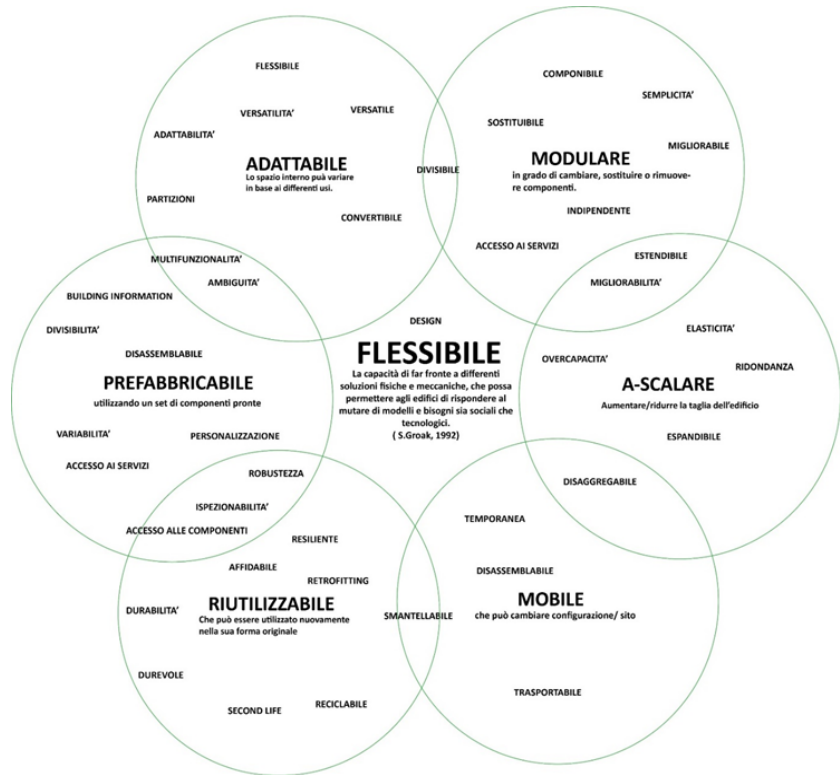 FLESSIBILE
VERSATILITA'
VERSATILE
ADATTABILITA'
ADATTABILE
Lo spazio interno può variare
in base ai differenti usi.
PARTIZIONI
CONVERTIBILE
DIVISIBILE
COMPONIBILE
SEMPLICITA'
SOSTITUIBILE
MIGLIORABILE
MODULARE
in grado di cambiare, sostituire o rimuove-
re componenti.
INDIPENDENTE
ACCESSO AI SERVIZI
ESTENDIBILE
MIGLIORABILITA'
MULTIFUNZIONALITA'
AMBIGUITA'
BUILDING INFORMATION
DIVISIBILITA'
DISASSEMBLABILE
PREFABBRICABILE
utilizzando un set di componenti pronte
VARIABILITA'
PERSONALIZZAZIONE
ACCESSO AI SERVIZI
DESIGN
FLESSIBILE
La capacità di far fronte a differenti
soluzioni fisiche e meccaniche, che possa
permettere agli edifici di rispondere al
mutare di modelli e bisogni sia sociali che
tecnologici.
( S.Groak, 1992)
ELASTICITA'
OVERCAPACITA'
RIDONDANZA
A-SCALARE
Aumentare/ridurre la taglia dell'edificio
ESPANDIBILE
DISAGGREGABILE
ROBUSTEZZA
ISPEZIONABILITA'
ACCESSO ALLE COMPONENTI
RESILIENTE
AFFIDABILE
RETROFITTING
DURABILITA'
RIUTILIZZABILE
Che può essere utilizzato nuovamente
nella sua forma originale
DUREVOLE
SECOND LIFE
RECICLABILE
SMANTELLABILE
TEMPORANEA
DISASSEMBLABILE
MOBILE
che può cambiare configurazione/ sito
TRASPORTABILE